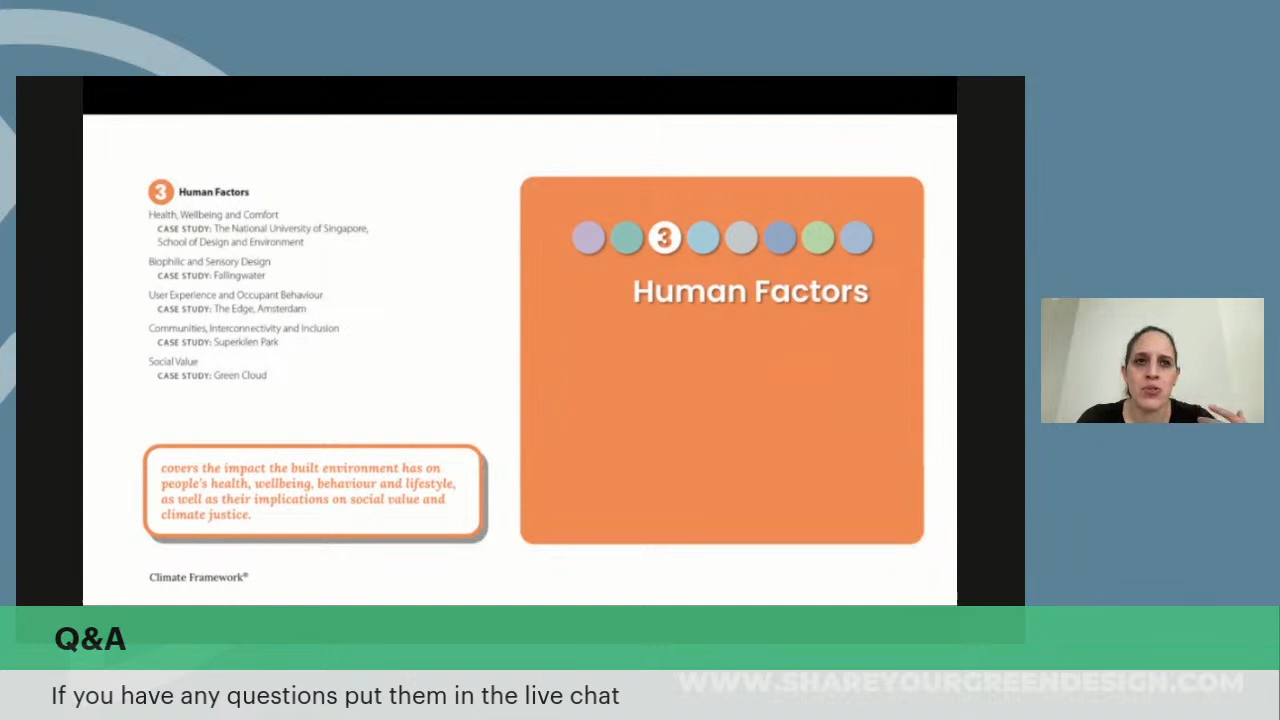 3 Human Factors
Health, Wellbeing and Comfort
CASE STUDY: The National University of Singapore,
School of Design and Environment
Biophilic and Sensory Design
CASE STUDY: Fallingwater
User Experience and Occupant Behaviour
CASE STUDY: The Edge, Amsterdam
Communities, Interconnectivity and Inclusion
CASE STUDY: Superkilen Park
Social Value
CASE STUDY: Green Cloud
covers the impact the built environment has on
people's health, wellbeing, behaviour and lifestyle,
as well as their implications on social value and
climate justice.
Climate Framework®
3
Human Factors
Q&A
If you have any questions put them in the live chat
WWW.SHAREYOURGREENDESIGN.COM